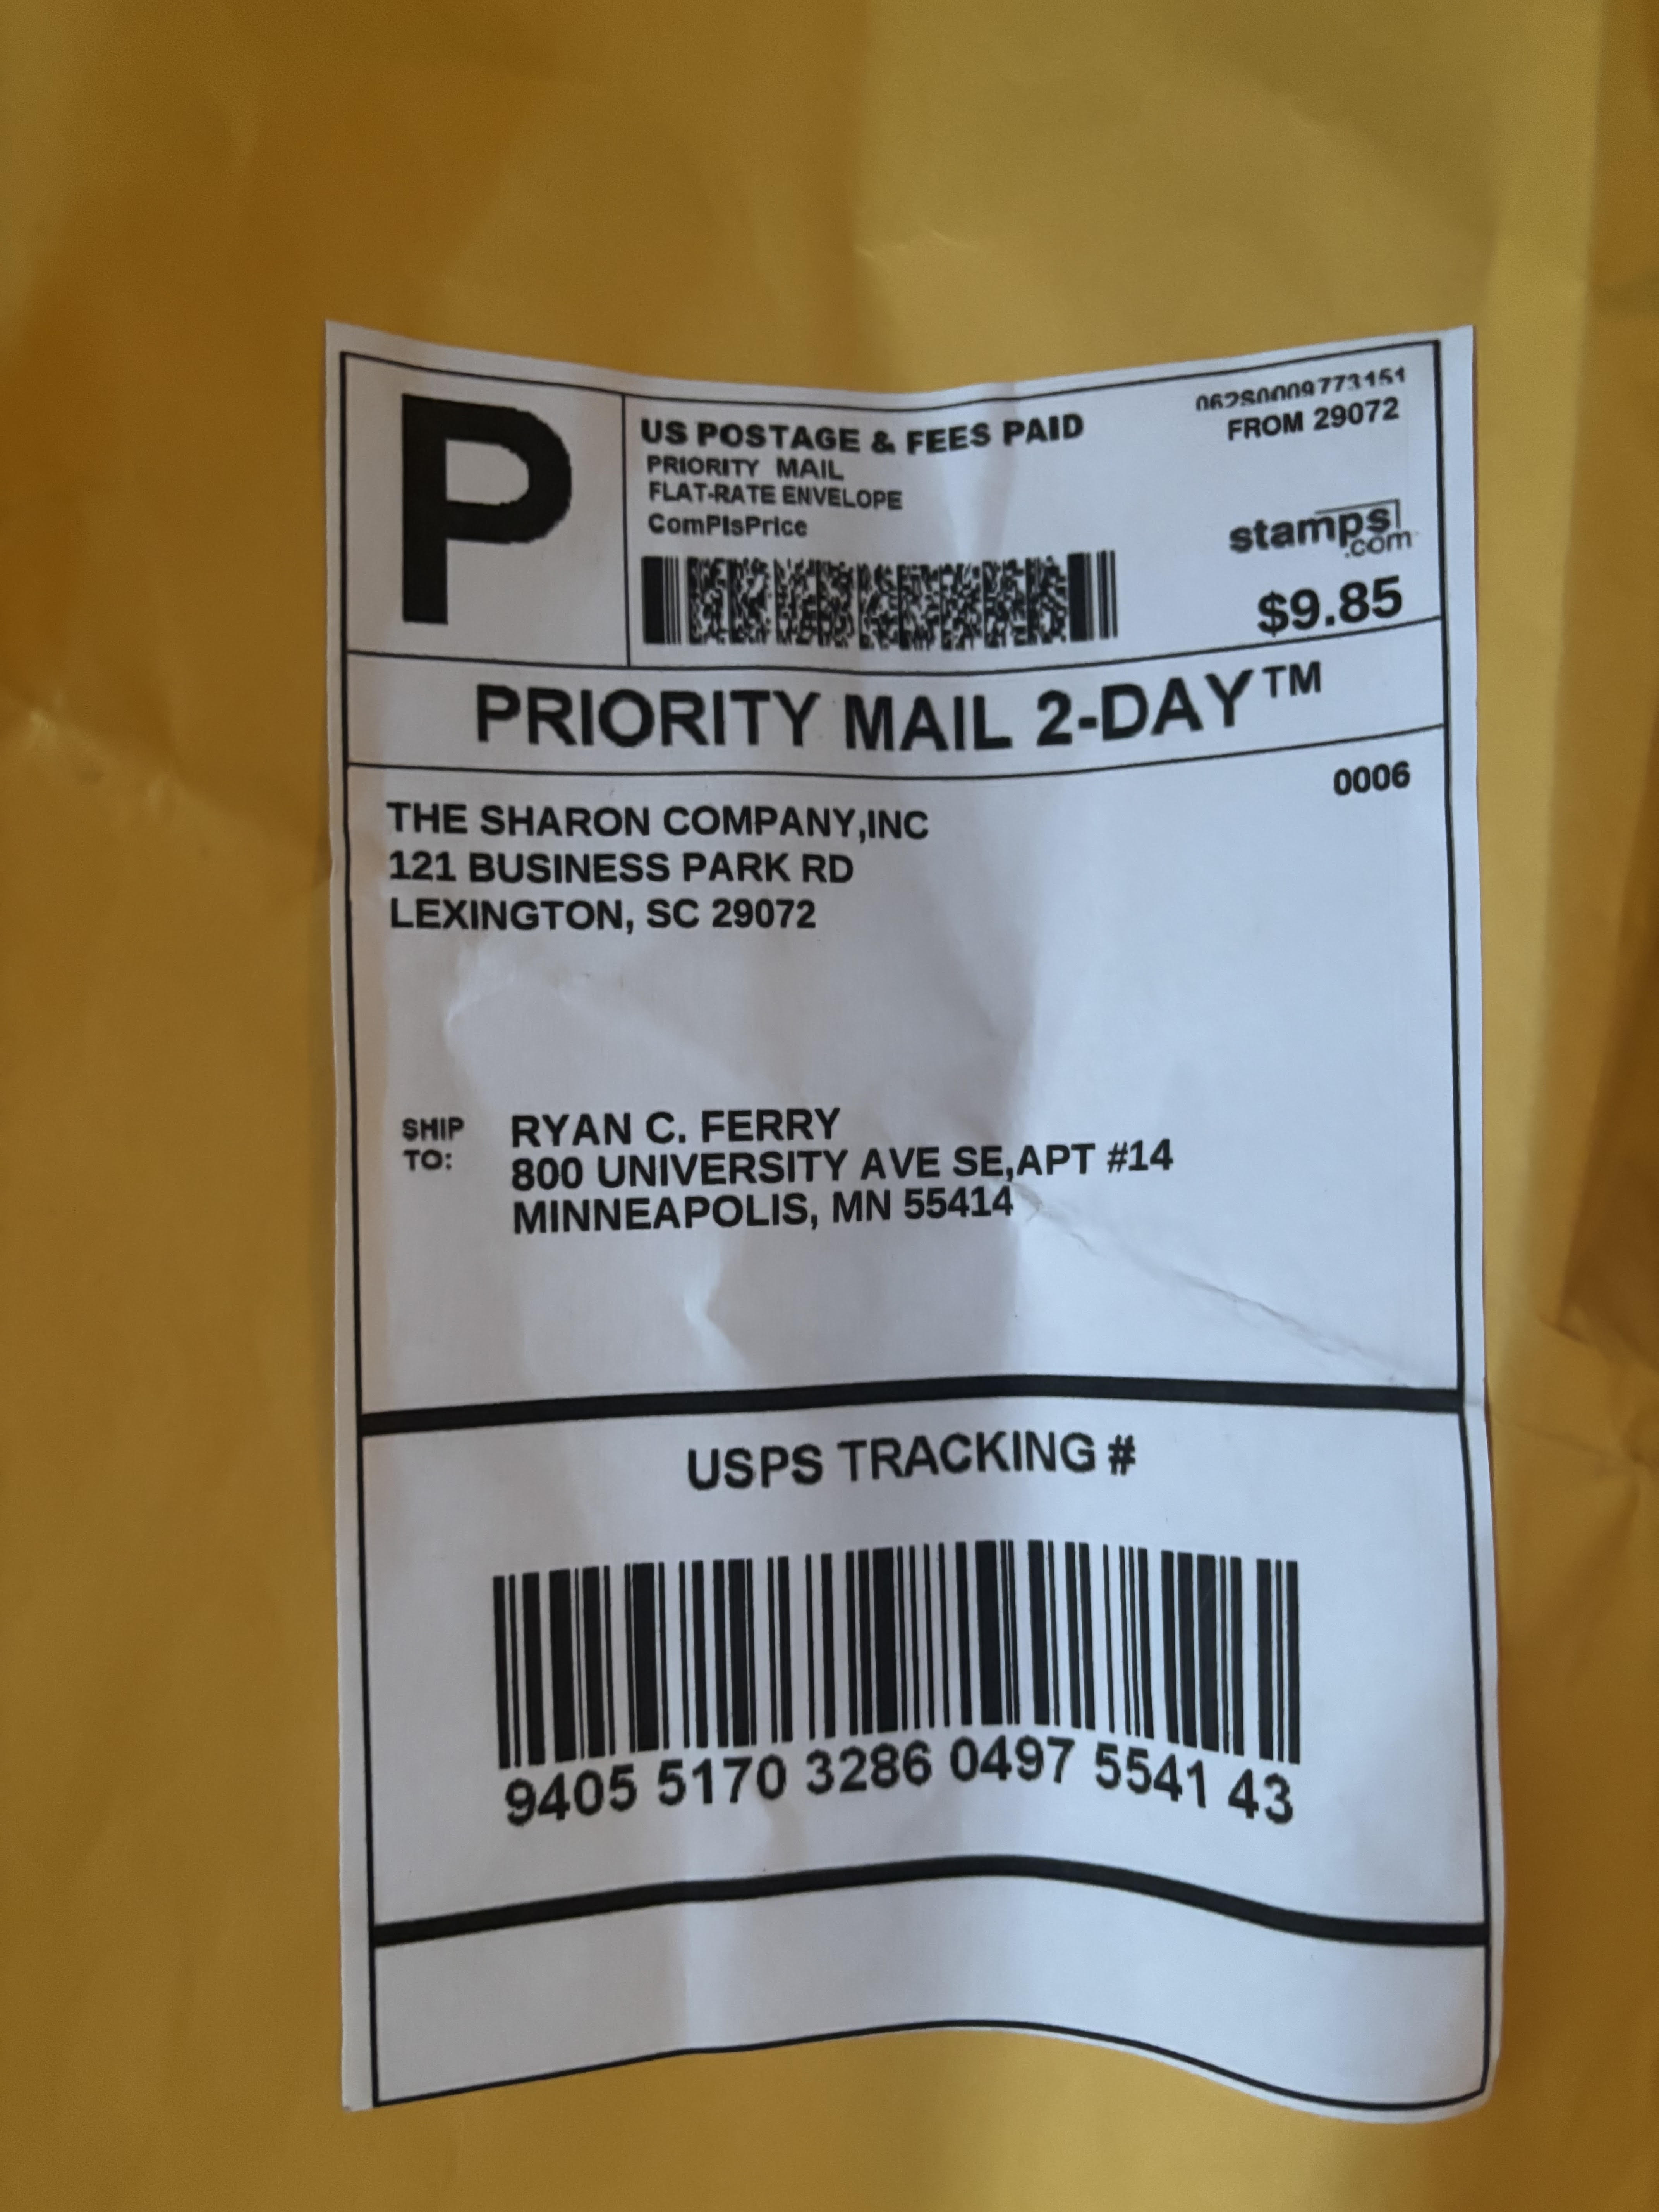 P
US POSTAGE & FEES PAID
PRIORITY MAIL
FLAT-RATE ENVELOPE
ComPlsPrice
062S0009773151
FROM 29072
stamps
.com
$9.85
PRIORITY MAIL 2-DAY™
0006
THE SHARON COMPANY,INC
121 BUSINESS PARK RD
LEXINGTON, SC 29072
SHIP
TO:
RYAN C. FERRY
800 UNIVERSITY AVE SE,APT #14
MINNEAPOLIS, MN 55414
USPS TRACKING #
9405 5170 3286 0497 5541 43